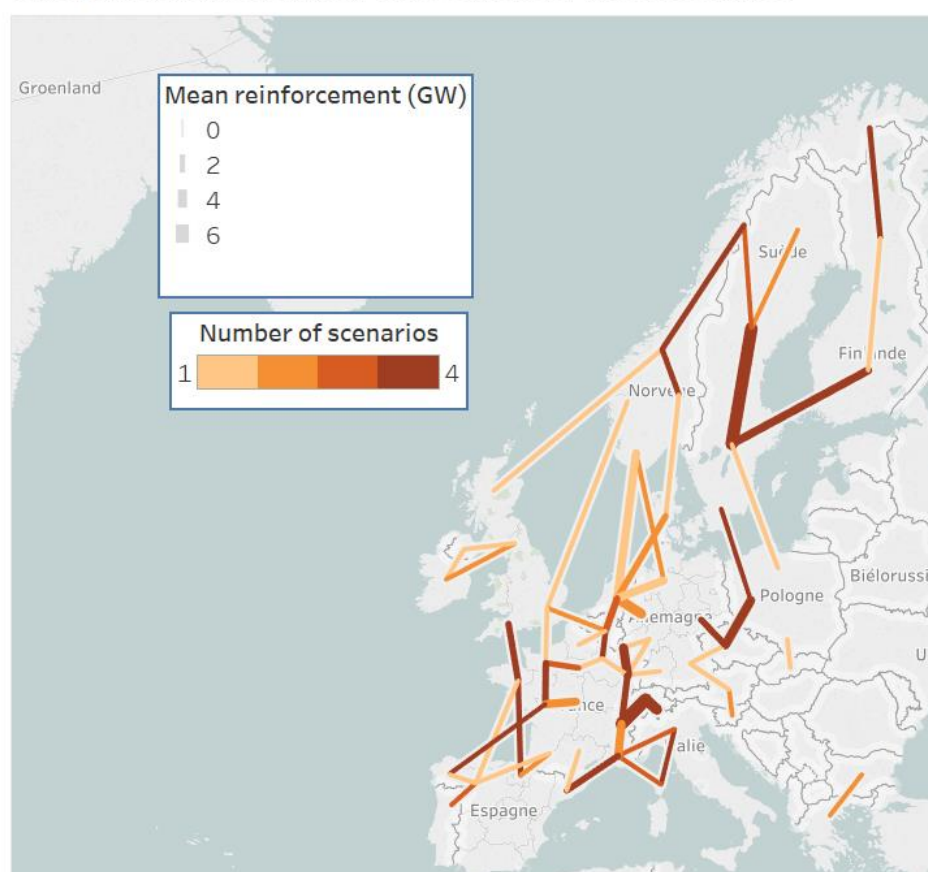 Groenland
Mean reinforcement (GW)
0
2
4
6
Number of scenarios
1
4
Suède
Finlande
Norvège
Biélorussi
Pologne
Allemagne
U
France
Italie
Espagne